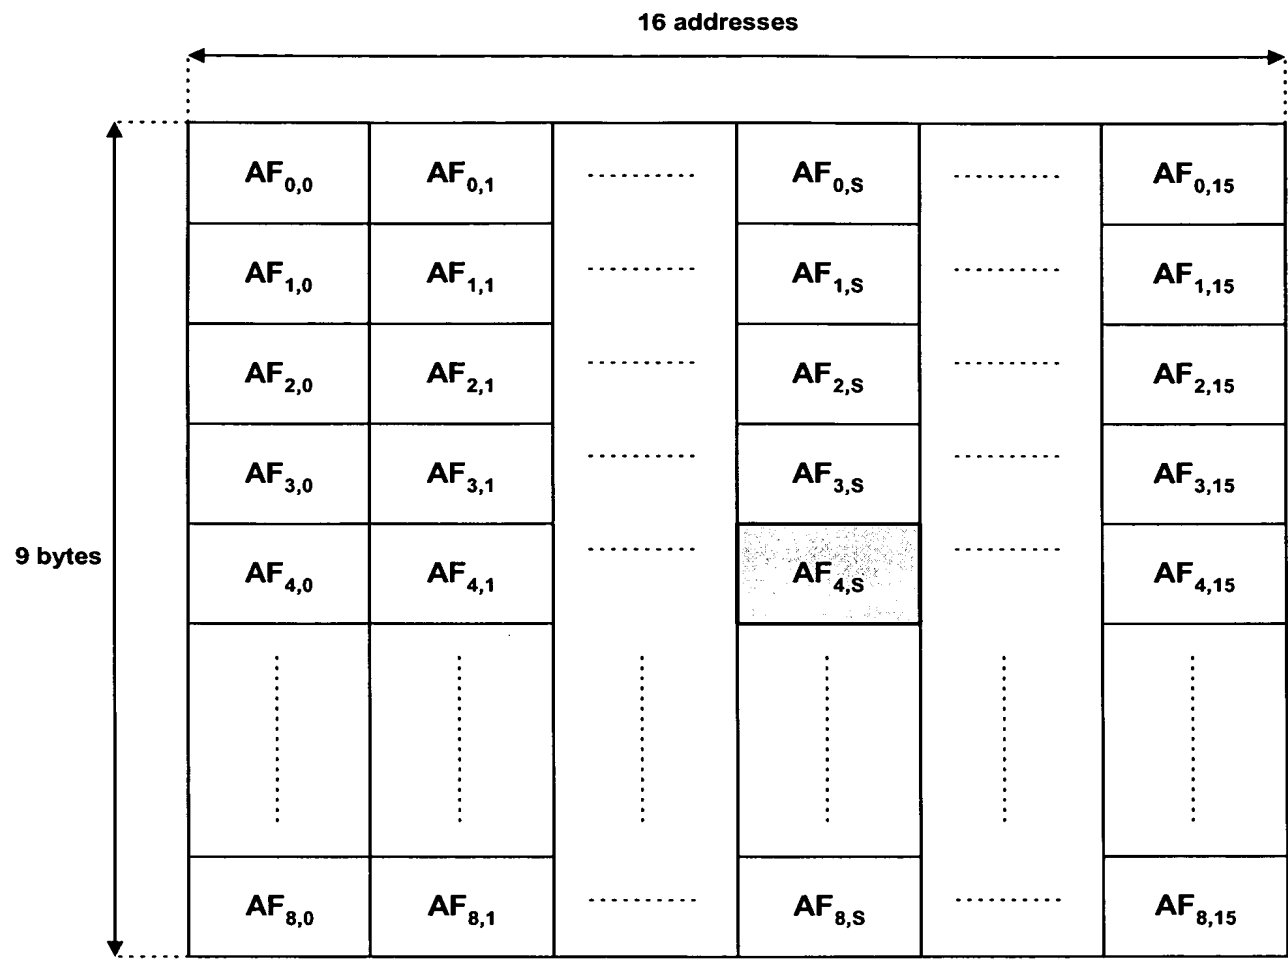 16 addresses
AF0,0 AF0,1 ........... AF0,S ........... AF0,15
AF1,0 AF1,1 ........... AF1,S ........... AF1,15
AF2,0 AF2,1 ........... AF2,S ........... AF2,15
AF3,0 AF3,1 ........... AF3,S ........... AF3,15
9 bytes
AF4,0 AF4,1 ........... AF4,S ........... AF4,15
AF8,0 AF8,1 ........... AF8,S ........... AF8,15